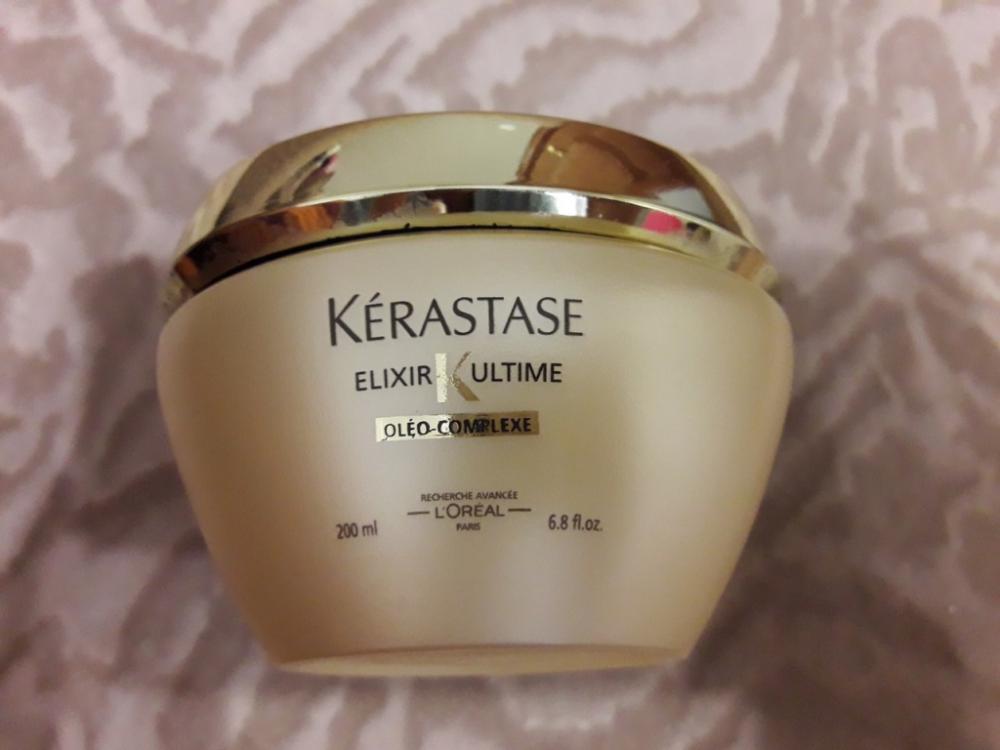 KÉRASTASE
ELIXIR K ULTIME
OLÉO-COMPLEXE
RECHERCHE AVANCÉE
L'ORÉAL
PARIS
200 ml
6.8 fl.oz.